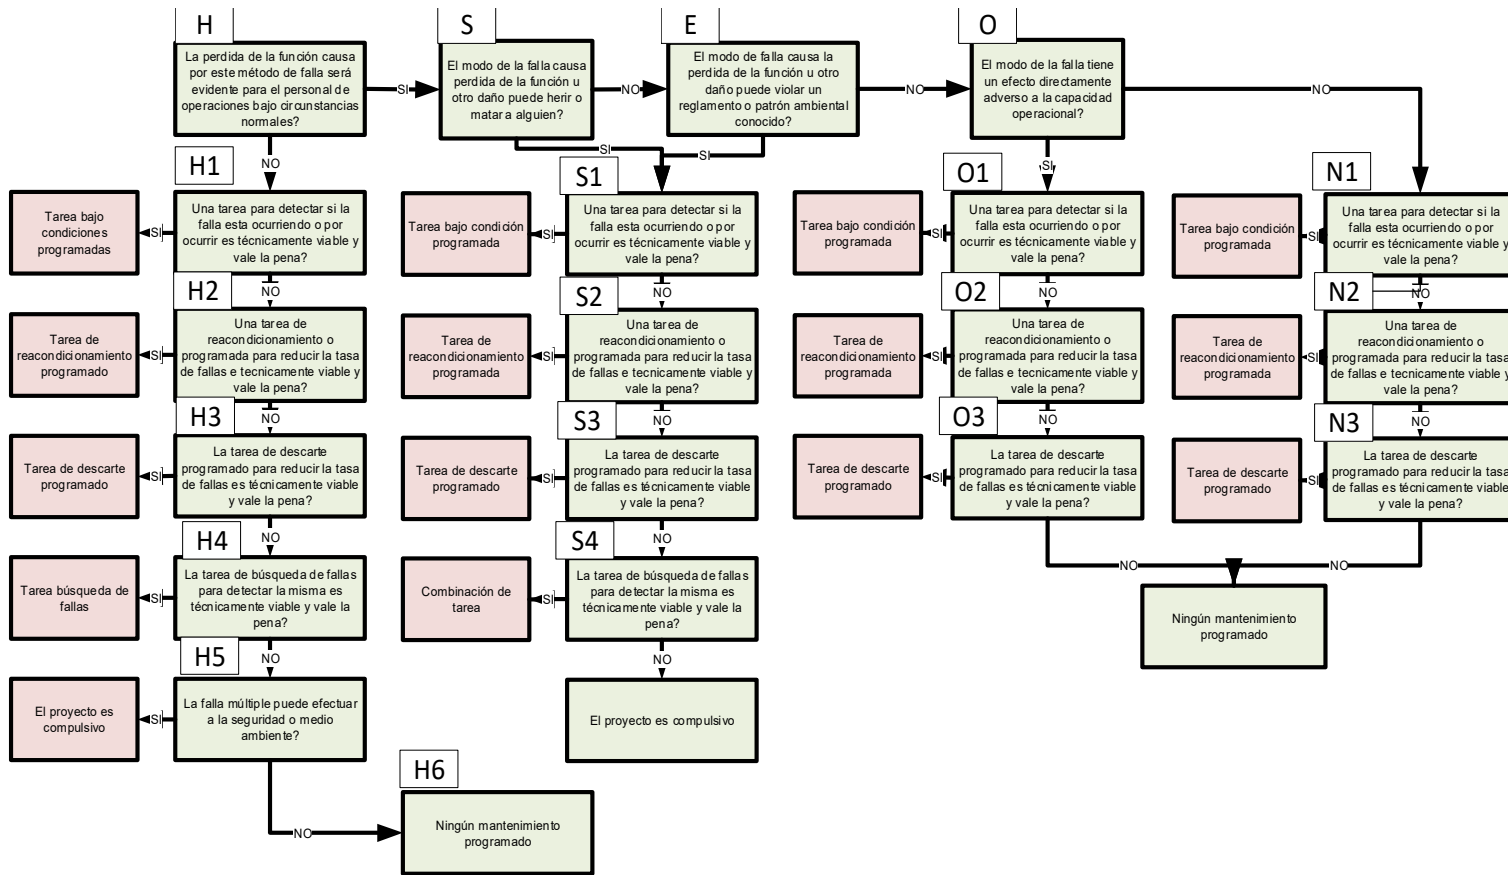 H
La perdida de la función causa
por este método de falla será
evidente para el personal de
operaciones bajo circustancias
normales?
SI
S
El modo de la falla causa
perdida de la función u
otro daño puede herir o
matar a alguien?
NO
E
El modo de falla causa la
perdida de la función u otro
daño puede violar un
reglamento o patrón ambiental
conocido?
NO
O
El modo de la falla tiene
un efecto directamente
adverso a la capacidad
operacional?
NO
NO
SI
SI
SI
H1
Una tarea para detectar si la
falla esta ocurriendo o por
ocurrir es técnicamente viable y
vale la pena?
SI
Tarea bajo
condiciones
programadas
NO
H2
Una tarea de
reacondicionamiento o
programada para reducir la tasa
de fallas e tecnicamente viable y
vale la pena?
SI
Tarea de
reacondicionamiento
programado
NO
H3
La tarea de descarte
programado para reducir la tasa
de fallas es técnicamente viable
y vale la pena?
SI
Tarea de descarte
programado
NO
H4
La tarea de búsqueda de fallas
para detectar la misma es
técnicamente viable y vale la
pena?
SI
Tarea búsqueda de
fallas
NO
H5
La falla múltiple puede efectuar
a la seguridad o medio
ambiente?
SI
El proyecto es
compulsivo
NO
H6
Ningún mantenimiento
programado
S1
Una tarea para detectar si la
falla esta ocurriendo o por
ocurrir es técnicamente viable y
vale la pena?
SI
Tarea bajo condición
programada
NO
S2
Una tarea de
reacondicionamiento o
programada para reducir la tasa
de fallas e tecnicamente viable y
vale la pena?
SI
Tarea de
reacondicionamiento
programada
NO
S3
La tarea de descarte
programado para reducir la tasa
de fallas es técnicamente viable
y vale la pena?
SI
Tarea de descarte
programado
NO
S4
La tarea de búsqueda de fallas
para detectar la misma es
técnicamente viable y vale la
pena?
SI
Combinación de
tarea
NO
El proyecto es compulsivo
O1
Una tarea para detectar si la
falla esta ocurriendo o por
ocurrir es técnicamente viable y
vale la pena?
SI
Tarea bajo condición
programada
NO
O2
Una tarea de
reacondicionamiento o
programada para reducir la tasa
de fallas e tecnicamente viable y
vale la pena?
SI
Tarea de
reacondicionamiento
programada
NO
O3
La tarea de descarte
programado para reducir la tasa
de fallas es técnicamente viable
y vale la pena?
SI
Tarea de descarte
programado
NO
N1
Una tarea para detectar si la
falla esta ocurriendo o por
ocurrir es técnicamente viable y
vale la pena?
SI
Tarea bajo condición
programada
NO
N2
Una tarea de
reacondicionamiento o
programada para reducir la tasa
de fallas e tecnicamente viable y
vale la pena?
SI
Tarea de
reacondicionamiento
programada
NO
N3
La tarea de descarte
programado para reducir la tasa
de fallas es técnicamente viable
y vale la pena?
SI
Tarea de descarte
programado
NO
Ningún mantenimiento
programado